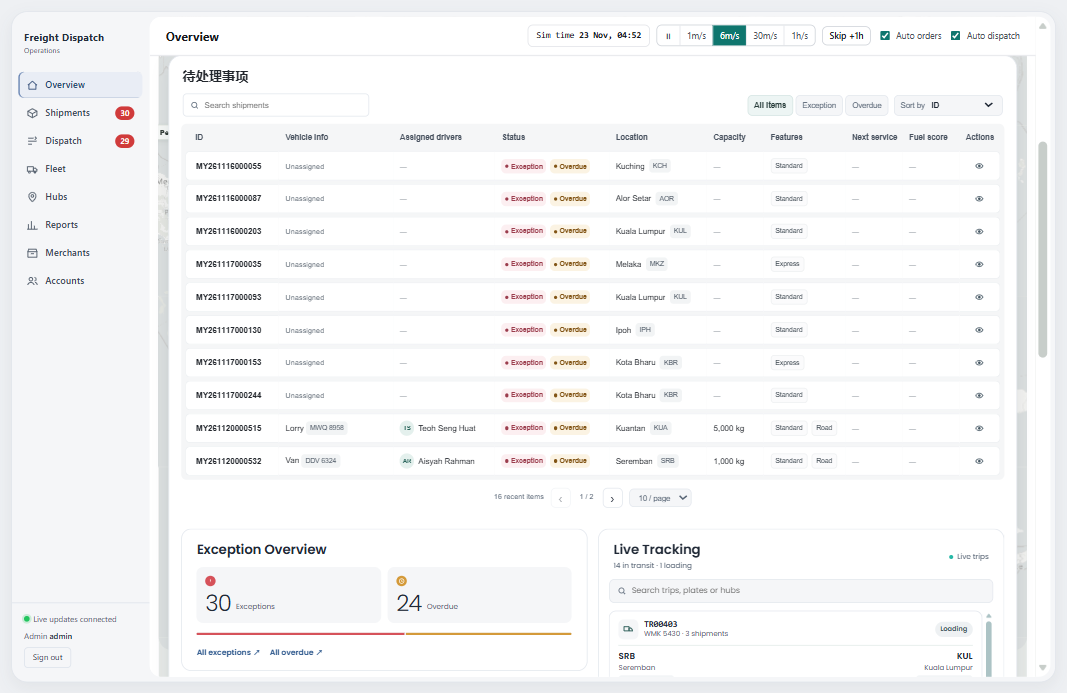 Freight Dispatch
Operations
Overview
Shipments 30
Dispatch 29
Fleet
Hubs
Reports
Merchants
Accounts
Live updates connected
Admin admin
Sign out
Overview
Sim time 23 Nov, 04:52
1m/s 6m/s 30m/s 1h/s
Skip +1h
Auto orders
Auto dispatch
待处理事项
Search shipments
All items Exception Overdue Sort by ID
ID Vehicle info Assigned drivers Status Location Capacity Features Next service Fuel score Actions
MY261116000055 Unassigned — Exception Overdue Kuching KCH — Standard — —
MY261116000087 Unassigned — Exception Overdue Alor Setar AOR — Standard — —
MY261116000203 Unassigned — Exception Overdue Kuala Lumpur KUL — Standard — —
MY261117000035 Unassigned — Exception Overdue Melaka MKZ — Express — —
MY261117000093 Unassigned — Exception Overdue Kuala Lumpur KUL — Standard — —
MY261117000130 Unassigned — Exception Overdue Ipoh IPH — Standard — —
MY261117000153 Unassigned — Exception Overdue Kota Bharu KBR — Express — —
MY261117000244 Unassigned — Exception Overdue Kota Bharu KBR — Standard — —
MY261120000515 Lorry MWQ 8958 TS Teoh Seng Huat Exception Overdue Kuantan KUA 5,000 kg Standard Road — —
MY261120000532 Van DDV 6324 AR Aisyah Rahman Exception Overdue Seremban SRB 1,000 kg Standard Road — —
16 recent items ‹ 1 / 2 › 10 / page
Exception Overview
30 Exceptions
24 Overdue
All exceptions ↗ All overdue ↗
Live Tracking
14 in transit · 1 loading
Live trips
Search trips, plates or hubs
TR00403
WMK 5430 · 3 shipments
Loading
SRB KUL
Seremban Kuala Lumpur